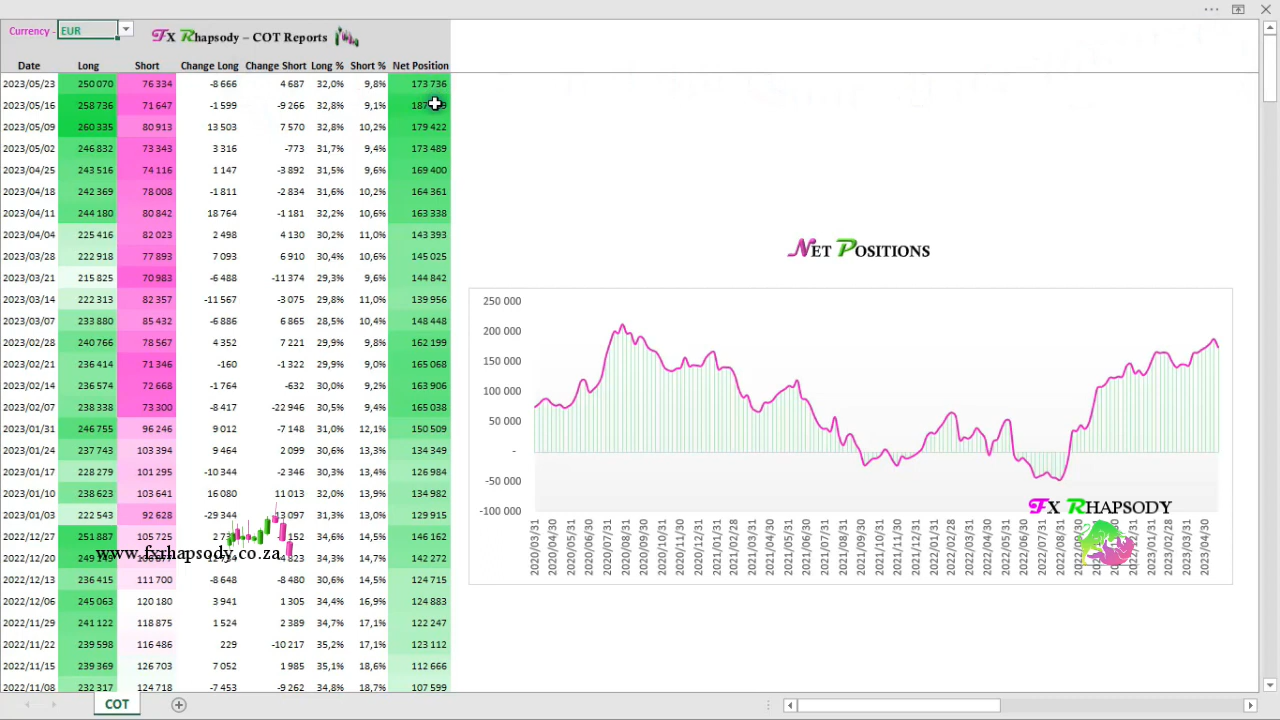 Currency - EUR
Fx Rhapsody – COT Reports
Date Long Short Change Long Change Short Long % Short % Net Position
2023/05/23 250 070 76 334 -8 666 4 687 32,0% 9,8% 173 736
2023/05/16 258 736 71 647 -1 599 -9 266 32,8% 9,1%
2023/05/09 260 335 80 913 13 503 7 570 32,8% 10,2% 179 422
2023/05/02 246 832 73 343 3 316 -773 31,7% 9,4% 173 489
2023/04/25 243 516 74 116 1 147 -3 892 31,5% 9,6% 169 400
2023/04/18 242 369 78 008 -1 811 -2 834 31,6% 10,2% 164 361
2023/04/11 244 180 80 842 18 764 -1 181 32,2% 10,6% 163 338
2023/04/04 225 416 82 023 2 498 4 130 30,2% 11,0% 143 393
2023/03/28 222 918 77 893 7 093 6 910 30,4% 10,6% 145 025
2023/03/21 215 825 70 983 -6 488 -11 374 29,3% 9,6% 144 842
2023/03/14 222 313 82 357 -11 567 -3 075 29,8% 11,0% 139 956
2023/03/07 233 880 85 432 -6 886 6 865 28,5% 10,4% 148 448
2023/02/28 240 766 78 567 4 352 7 221 29,9% 9,8% 162 199
2023/02/21 236 414 71 346 -160 -1 322 29,9% 9,0% 165 068
2023/02/14 236 574 72 668 -1 764 -632 30,0% 9,2% 163 906
2023/02/07 238 338 73 300 -8 417 -22 946 30,5% 9,4% 165 038
2023/01/31 246 755 96 246 9 012 -7 148 31,0% 12,1% 150 509
2023/01/24 237 743 103 394 9 464 2 099 30,6% 13,3% 134 349
2023/01/17 228 279 101 295 -10 344 -2 346 30,3% 13,4% 126 984
2023/01/10 238 623 103 641 16 080 11 013 32,0% 13,9% 134 982
2023/01/03 222 543 92 628 -29 344 31,5% 13,1% 129 915
2022/12/27 251 887 105 725 34,6% 14,5% 146 162
2022/12/20 34,3% 14,7% 142 272
www.fxrhapsody.co.za
2022/12/13 236 415 111 700 -8 648 -8 480 30,6% 14,5% 124 715
2022/12/06 245 063 120 180 3 941 1 305 34,4% 16,9% 124 883
2022/11/29 241 122 118 875 1 524 2 389 34,7% 17,1% 122 247
2022/11/22 239 598 116 486 229 -10 217 35,2% 17,1% 123 112
2022/11/15 239 369 126 703 7 052 1 985 35,1% 18,6% 112 666
2022/11/08 232 317 124 718 -7 453 -9 262 34,8% 18,7% 107 599
COT
Net Positions
250 000
200 000
150 000
100 000
50 000
-
-50 000
-100 000
Fx Rhapsody
2020/03/31
2020/04/30
2020/05/31
2020/06/30
2020/07/31
2020/08/31
2020/09/30
2020/10/31
2020/11/30
2020/12/31
2021/01/31
2021/02/28
2021/03/31
2021/04/30
2021/05/31
2021/06/30
2021/07/31
2021/08/31
2021/09/30
2021/10/31
2021/11/30
2021/12/31
2022/01/31
2022/02/28
2022/03/31
2022/04/30
2022/05/31
2022/06/30
2022/07/31
2022/08/31
2022/09/30
2022/10/31
2022/11/30
2022/12/31
2023/01/31
2023/02/28
2023/03/31
2023/04/30